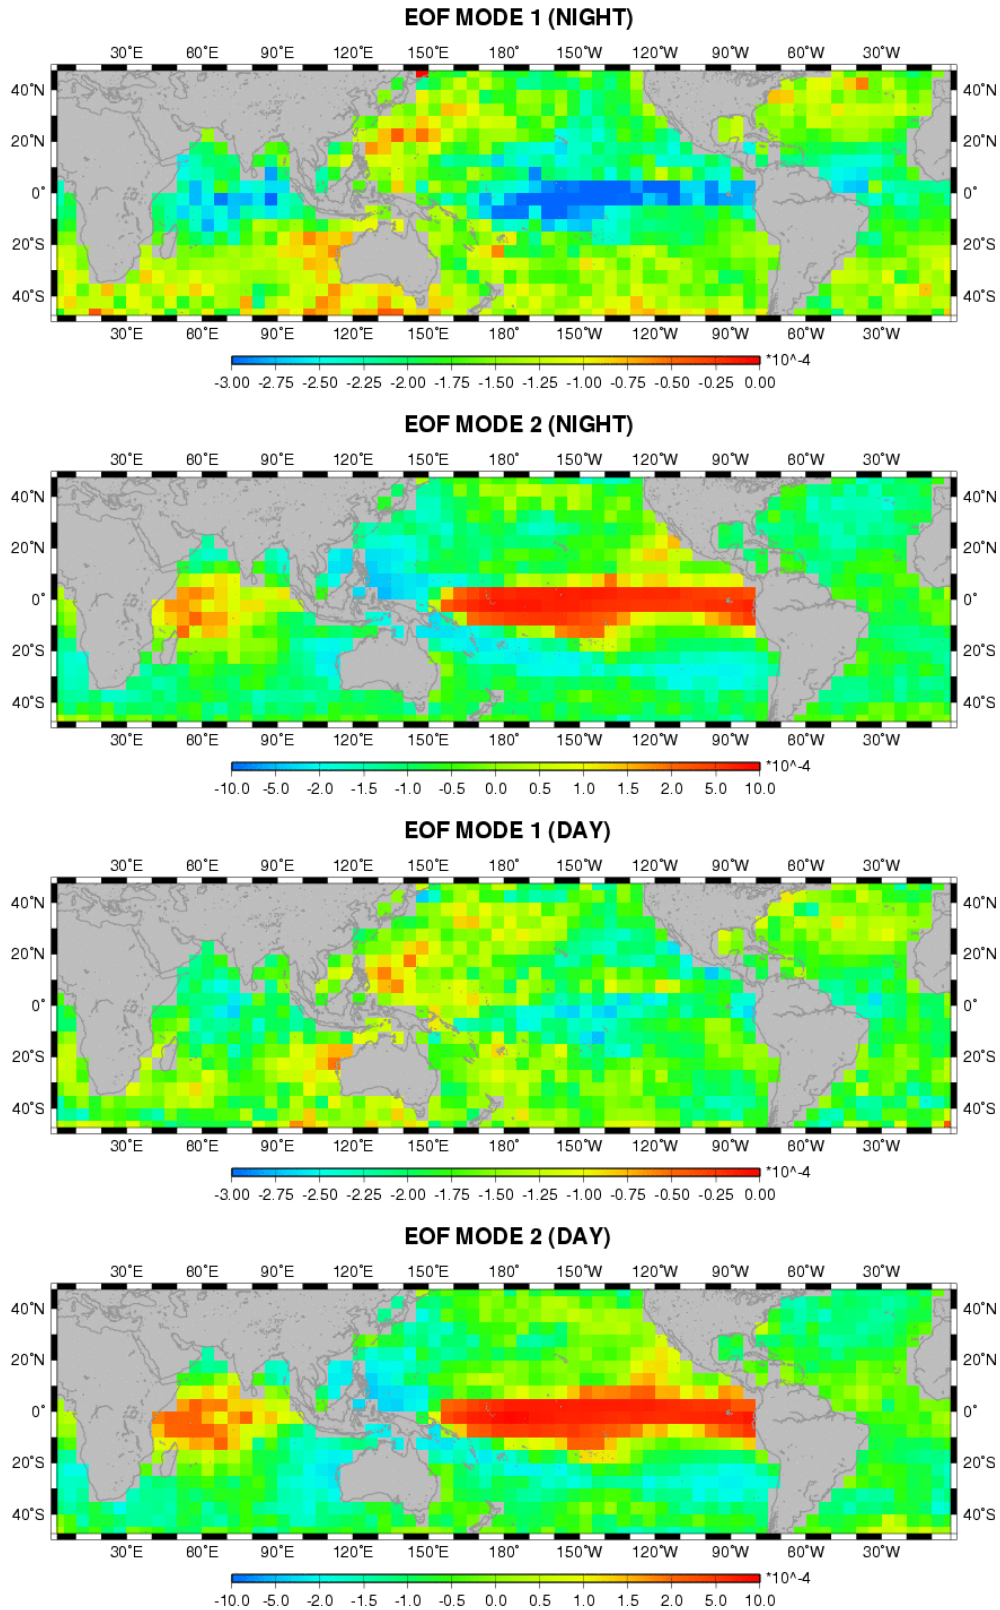 EOF MODE 1 (NIGHT)
30˚E 60˚E 90˚E 120˚E 150˚E 180˚ 150˚W 120˚W 90˚W 60˚W 30˚W
40˚N 40˚N
20˚N 20˚N
0˚ 0˚
20˚S 20˚S
40˚S 40˚S
30˚E 60˚E 90˚E 120˚E 150˚E 180˚ 150˚W 120˚W 90˚W 60˚W 30˚W
*10^-4
-3.00 -2.75 -2.50 -2.25 -2.00 -1.75 -1.50 -1.25 -1.00 -0.75 -0.50 -0.25 0.00
EOF MODE 2 (NIGHT)
30˚E 60˚E 90˚E 120˚E 150˚E 180˚ 150˚W 120˚W 90˚W 60˚W 30˚W
40˚N 40˚N
20˚N 20˚N
0˚ 0˚
20˚S 20˚S
40˚S 40˚S
30˚E 60˚E 90˚E 120˚E 150˚E 180˚ 150˚W 120˚W 90˚W 60˚W 30˚W
*10^-4
-10.0 -5.0 -2.0 -1.5 -1.0 -0.5 0.0 0.5 1.0 1.5 2.0 5.0 10.0
EOF MODE 1 (DAY)
30˚E 60˚E 90˚E 120˚E 150˚E 180˚ 150˚W 120˚W 90˚W 60˚W 30˚W
40˚N 40˚N
20˚N 20˚N
0˚ 0˚
20˚S 20˚S
40˚S 40˚S
30˚E 60˚E 90˚E 120˚E 150˚E 180˚ 150˚W 120˚W 90˚W 60˚W 30˚W
*10^-4
-3.00 -2.75 -2.50 -2.25 -2.00 -1.75 -1.50 -1.25 -1.00 -0.75 -0.50 -0.25 0.00
EOF MODE 2 (DAY)
30˚E 60˚E 90˚E 120˚E 150˚E 180˚ 150˚W 120˚W 90˚W 60˚W 30˚W
40˚N 40˚N
20˚N 20˚N
0˚ 0˚
20˚S 20˚S
40˚S 40˚S
30˚E 60˚E 90˚E 120˚E 150˚E 180˚ 150˚W 120˚W 90˚W 60˚W 30˚W
*10^-4
-10.0 -5.0 -2.0 -1.5 -1.0 -0.5 0.0 0.5 1.0 1.5 2.0 5.0 10.0